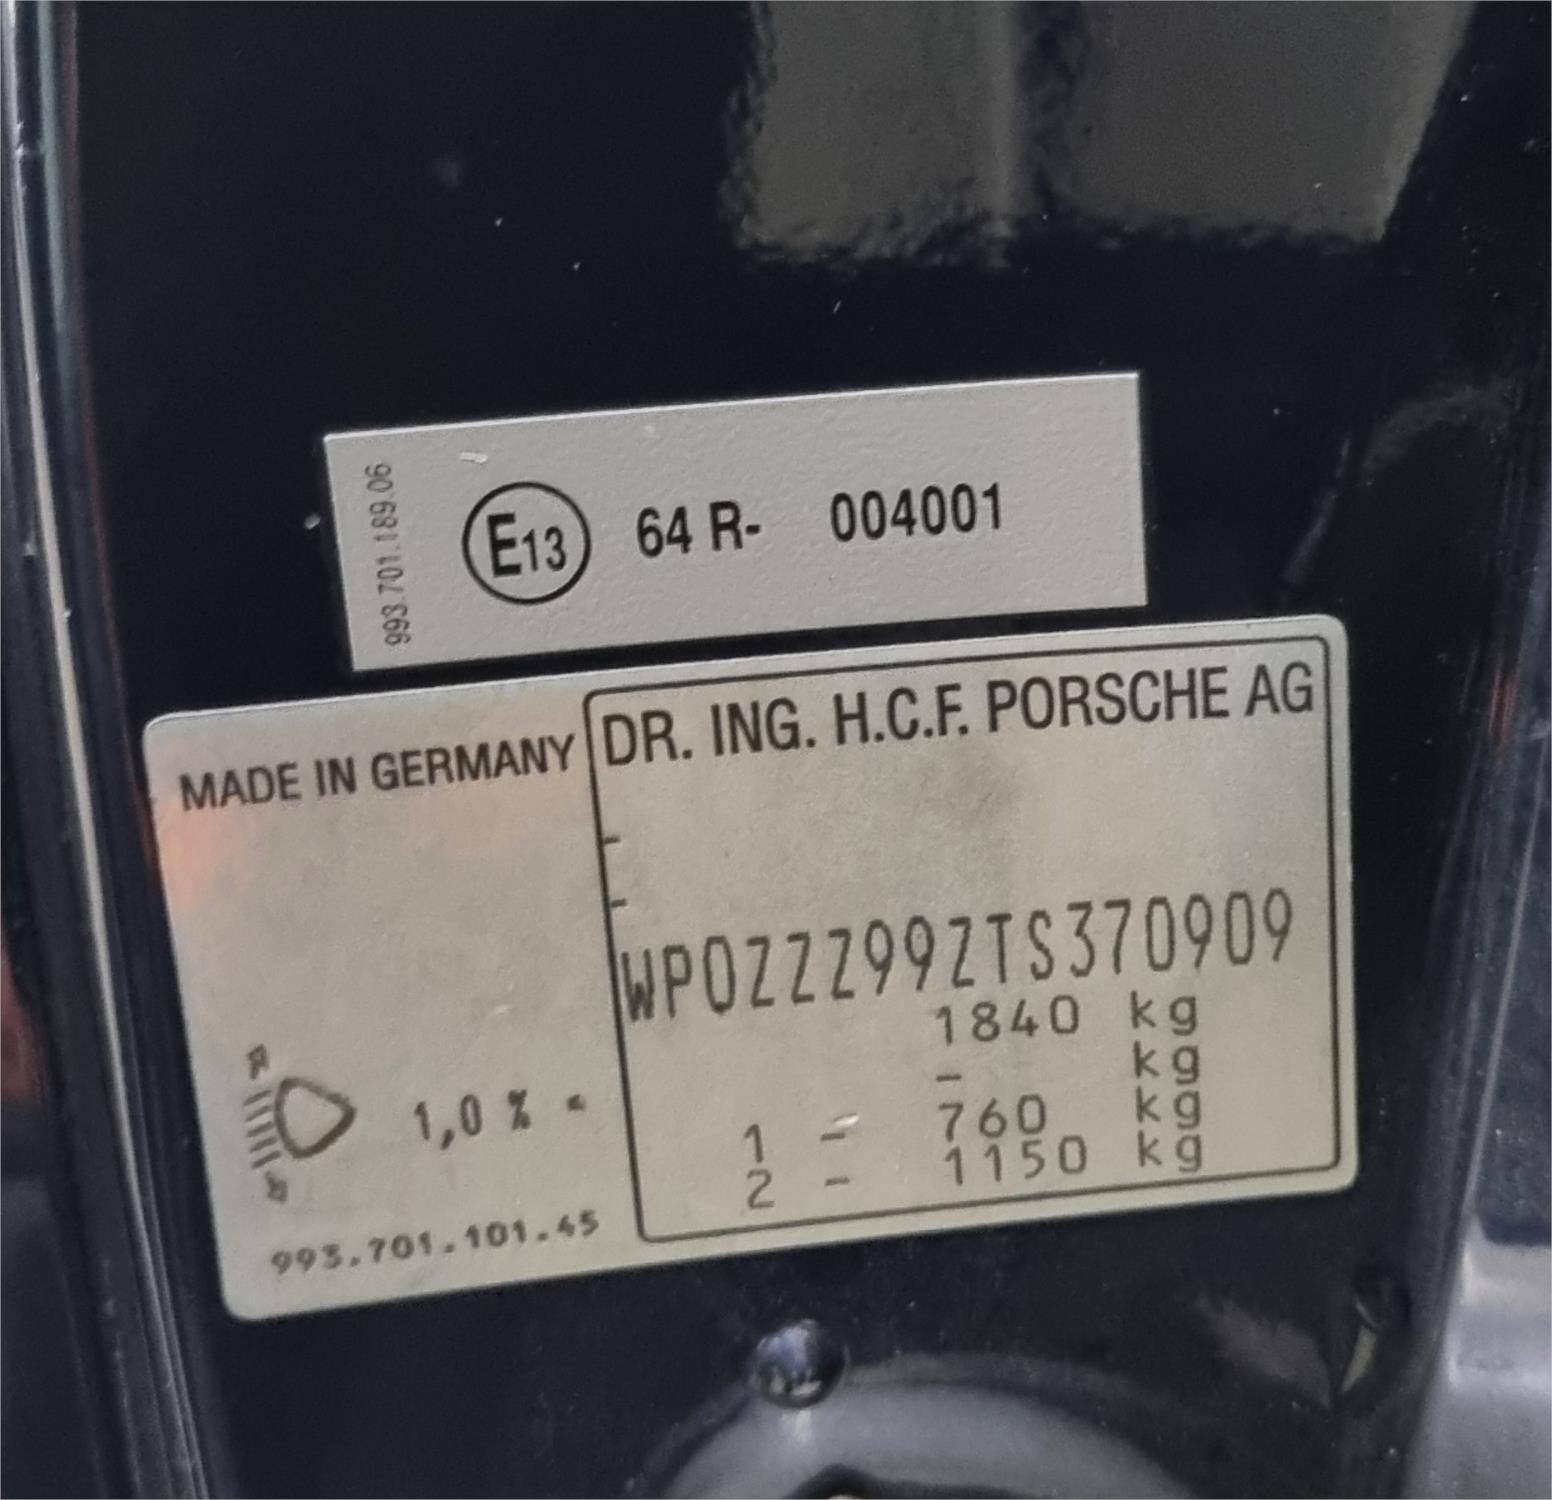 993.701.189.06
E13 64 R- 004001
MADE IN GERMANY
DR. ING. H.C.F. PORSCHE AG
WP0ZZZ99ZTS370909
1840 kg
- kg
1 - 760 kg
2 - 1150 kg
1,0 %
993.701.101.45